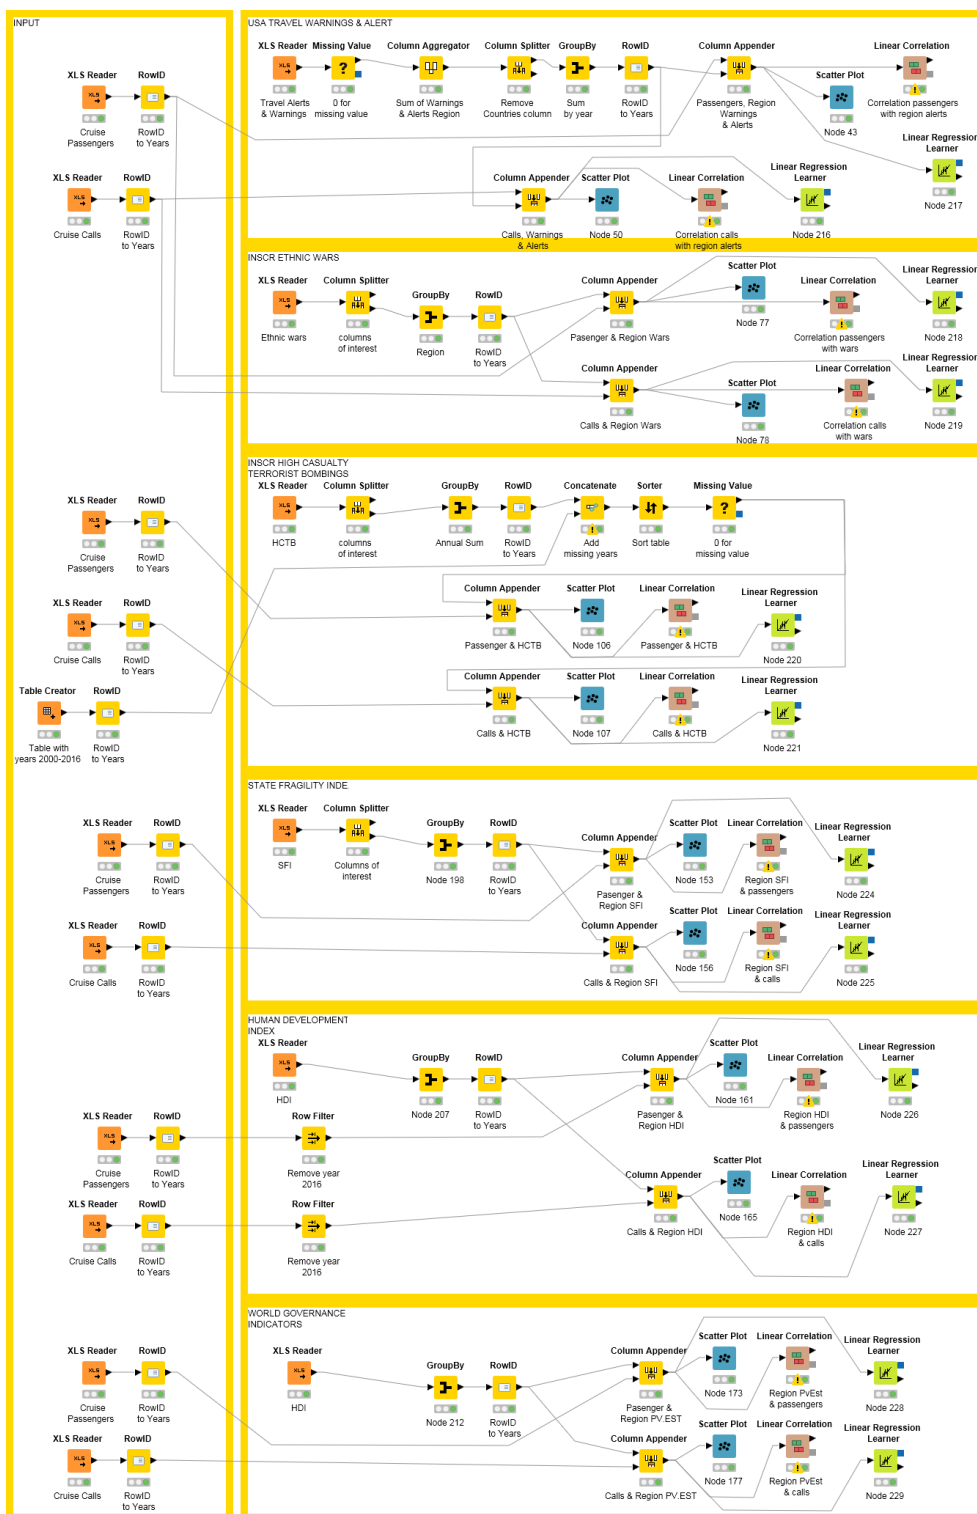 INPUT
XLS Reader RowID
Cruise Passengers RowID to Years
XLS Reader RowID
Cruise Calls RowID to Years
XLS Reader RowID
Cruise Passengers RowID to Years
XLS Reader RowID
Cruise Calls RowID to Years
Table Creator RowID
Table with years 2000-2016 RowID to Years
XLS Reader RowID
Cruise Passengers RowID to Years
XLS Reader RowID
Cruise Calls RowID to Years
XLS Reader RowID
Cruise Passengers RowID to Years
XLS Reader RowID
Cruise Calls RowID to Years
XLS Reader RowID
Cruise Passengers RowID to Years
XLS Reader RowID
Cruise Calls RowID to Years
USA TRAVEL WARNINGS & ALERT
XLS Reader Missing Value Column Aggregator Column Splitter GroupBy RowID Column Appender Linear Correlation
Travel Alerts & Warnings 0 for missing value Sum of Warnings & Alerts Region Remove Countries column Sum by year RowID to Years Passengers, Region Warnings & Alerts
Scatter Plot
Node 43
Correlation passengers with region alerts
Linear Regression Learner
Node 217
Column Appender Scatter Plot Linear Correlation Linear Regression Learner
Calls, Warnings & Alerts Node 50 Correlation calls with region alerts Node 216
INSCR ETHNIC WARS
XLS Reader Column Splitter GroupBy RowID Column Appender Scatter Plot Linear Correlation Linear Regression Learner
Ethnic wars columns of interest Region RowID to Years Pasenger & Region Wars Node 77 Correlation passengers with wars Node 218
Column Appender Scatter Plot Linear Correlation Linear Regression Learner
Calls & Region Wars Node 78 Correlation calls with wars Node 219
INSCR HIGH CASUALTY
TERRORIST BOMBINGS
XLS Reader Column Splitter GroupBy RowID Concatenate Sorter Missing Value
HCTB columns of interest Annual Sum RowID to Years Add missing years Sort table 0 for missing value
Column Appender Scatter Plot Linear Correlation Linear Regression Learner
Passenger & HCTB Node 106 Passenger & HCTB Node 220
Column Appender Scatter Plot Linear Correlation Linear Regression Learner
Calls & HCTB Node 107 Calls & HCTB Node 221
STATE FRAGILITY INDE
XLS Reader Column Splitter GroupBy RowID Column Appender Scatter Plot Linear Correlation Linear Regression Learner
SFI Columns of interest Node 198 RowID to Years Pasenger & Region SFI Node 153 Region SFI & passengers Node 224
Column Appender Scatter Plot Linear Correlation Linear Regression Learner
Calls & Region SFI Node 156 Region SFI & calls Node 225
HUMAN DEVELOPMENT
INDEX
XLS Reader GroupBy RowID Column Appender Scatter Plot Linear Correlation Linear Regression Learner
HDI Node 207 RowID to Years Pasenger & Region HDI Node 161 Region HDI & passengers Node 226
Row Filter
Remove year 2016
Row Filter
Remove year 2016
Column Appender Scatter Plot Linear Correlation Linear Regression Learner
Calls & Region HDI Node 165 Region HDI & calls Node 227
WORLD GOVERNANCE
INDICATORS
XLS Reader GroupBy RowID Column Appender Scatter Plot Linear Correlation Linear Regression Learner
HDI Node 212 RowID to Years Pasenger & Region PV.EST Node 173 Region PvEst & passengers Node 228
Column Appender Scatter Plot Linear Correlation Linear Regression Learner
Calls & Region PV.EST Node 177 Region PvEst & calls Node 229